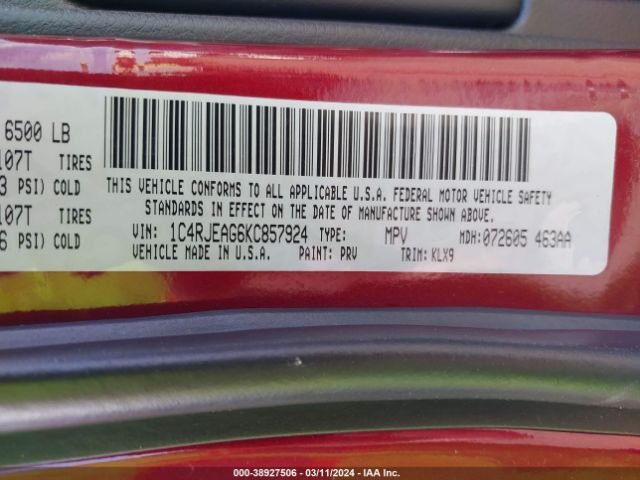 6500 LB
107T TIRES
3 PSI) COLD
107T TIRES
6 PSI) COLD
THIS VEHICLE CONFORMS TO ALL APPLICABLE U.S.A. FEDERAL MOTOR VEHICLE SAFETY
STANDARDS IN EFFECT ON THE DATE OF MANUFACTURE SHOWN ABOVE.
VIN: 1C4RJEAG6KC857924 TYPE: MPV MDH:072605 463AA
VEHICLE MADE IN U.S.A. PAINT: PRV TRIM: KLX9
000-38927506 - 03/11/2024 - IAA Inc.